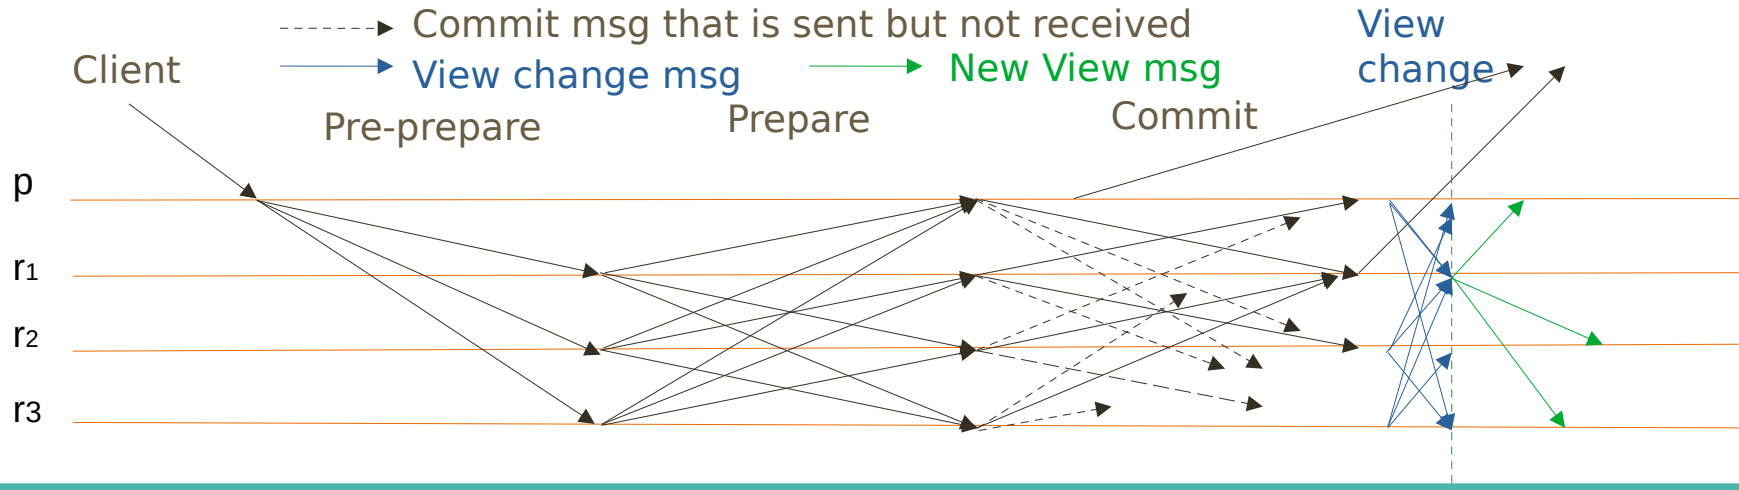 Commit msg that is sent but not received
View
change
Client
View change msg
New View msg
Pre-prepare
Prepare
Commit
p
r1
r2
r3